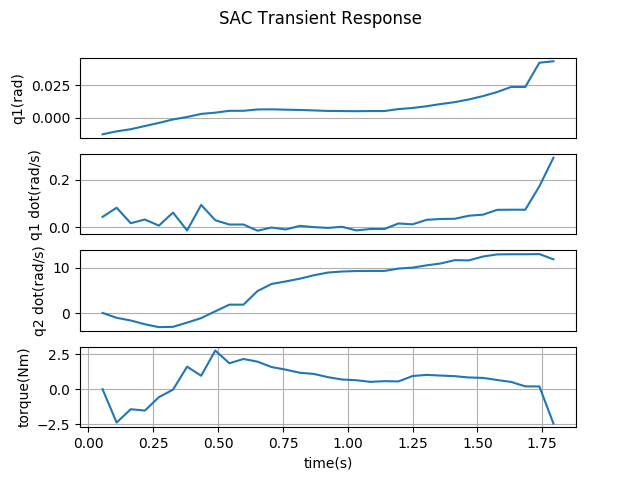 SAC Transient Response
q1(rad)
0.025
0.000
q1 dot(rad/s)
0.2
0.0
q2 dot(rad/s)
10
0
torque(Nm)
2.5
0.0
−2.5
0.00 0.25 0.50 0.75 1.00 1.25 1.50 1.75
time(s)